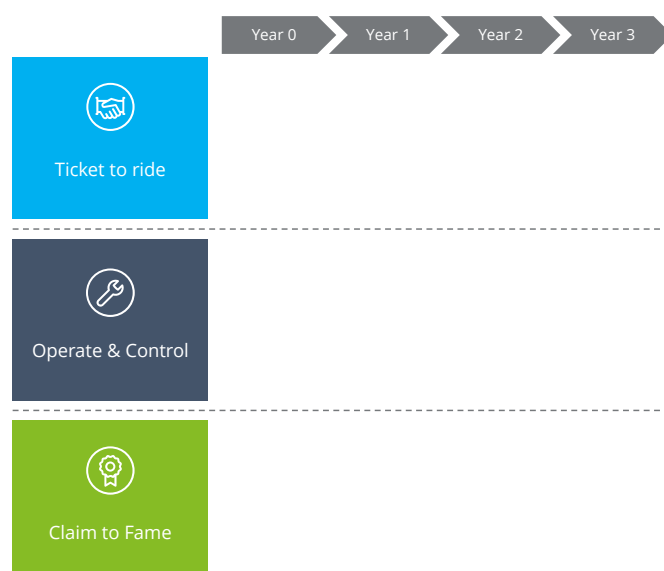 Year 0 Year 1 Year 2 Year 3
Ticket to ride
Operate & Control
Claim to Fame